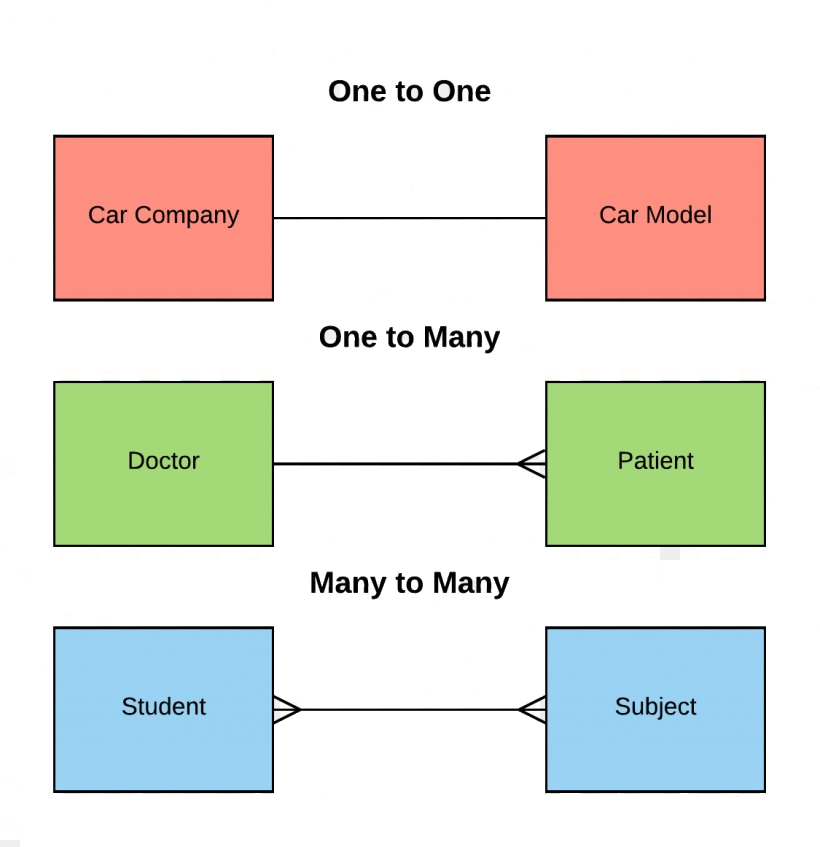 One to One
Car Company
Car Model
One to Many
Doctor
Patient
Many to Many
Student
Subject